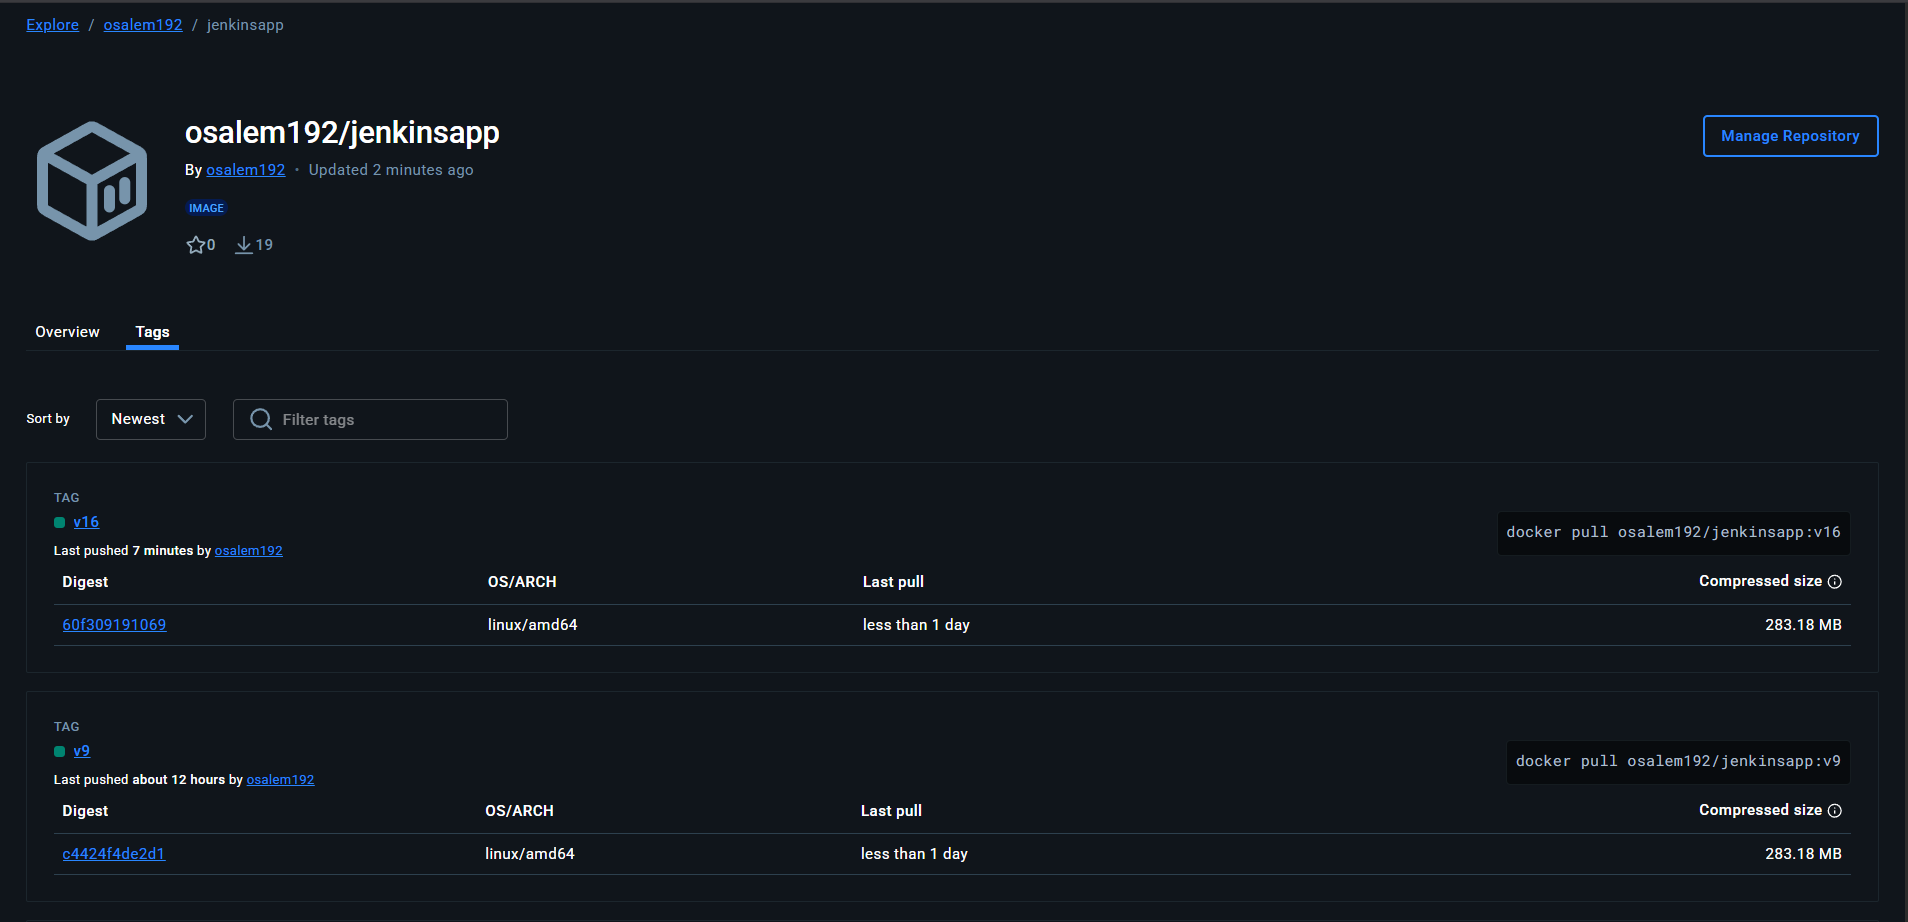 Explore / osalem192 / jenkinsapp
osalem192/jenkinsapp
Manage Repository
By osalem192 • Updated 2 minutes ago
IMAGE
0 19
Overview Tags
Sort by Newest Filter tags
TAG
v16
docker pull osalem192/jenkinsapp:v16
Last pushed 7 minutes by osalem192
Digest OS/ARCH Last pull Compressed size
60f309191069 linux/amd64 less than 1 day 283.18 MB
TAG
v9
docker pull osalem192/jenkinsapp:v9
Last pushed about 12 hours by osalem192
Digest OS/ARCH Last pull Compressed size
c4424f4de2d1 linux/amd64 less than 1 day 283.18 MB